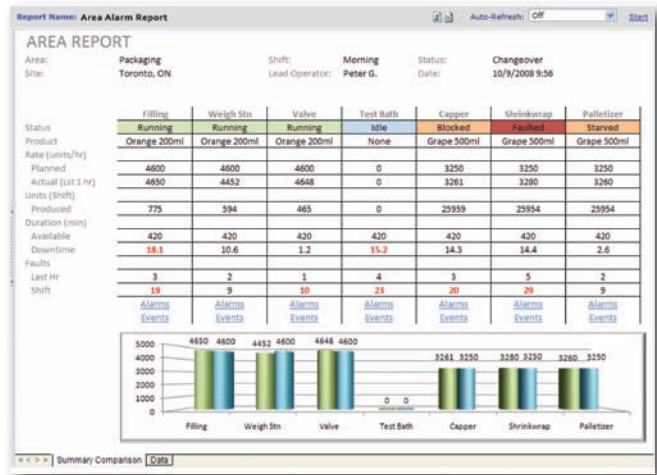 Report Name: Area Alarm Report Auto-Refresh: Off Start
AREA REPORT
Area: Packaging Shift: Morning Status: Changeover
Site: Toronto, ON Lead Operator: Peter G. Date: 10/9/2008 9:56
Filling Weigh Stn Valve Test Bath Capper Shrinkwrap Palletizer
Status Running Running Running Idle Blocked Faulted Starved
Product Orange 200ml Orange 200ml Orange 200ml None Grape 500ml Grape 500ml Grape 500ml
Rate (units/hr)
Planned 4600 4600 4600 0 3250 3250 3250
Actual (Lst 1 hr) 4650 4452 4648 0 3261 3280 3260
Units (Shift)
Produced 775 594 465 0 25959 25954 25954
Duration (min)
Available 420 420 420 420 420 420 420
Downtime 18.1 10.6 1.2 15.2 14.3 14.4 2.6
Faults
Last Hr 3 2 1 4 3 5 2
Shift 19 9 10 23 20 29 9
Alarms Alarms Alarms Alarms Alarms Alarms Alarms
Events Events Events Events Events Events Events
5000 4650 4600 4452 4600 4648 4600
4000 3261 3250 3280 3250 3260 3250
3000
2000
1000 0 0
0
Filling Weigh Stn Valve Test Bath Capper Shrinkwrap Palletizer
Summary Comparison Data